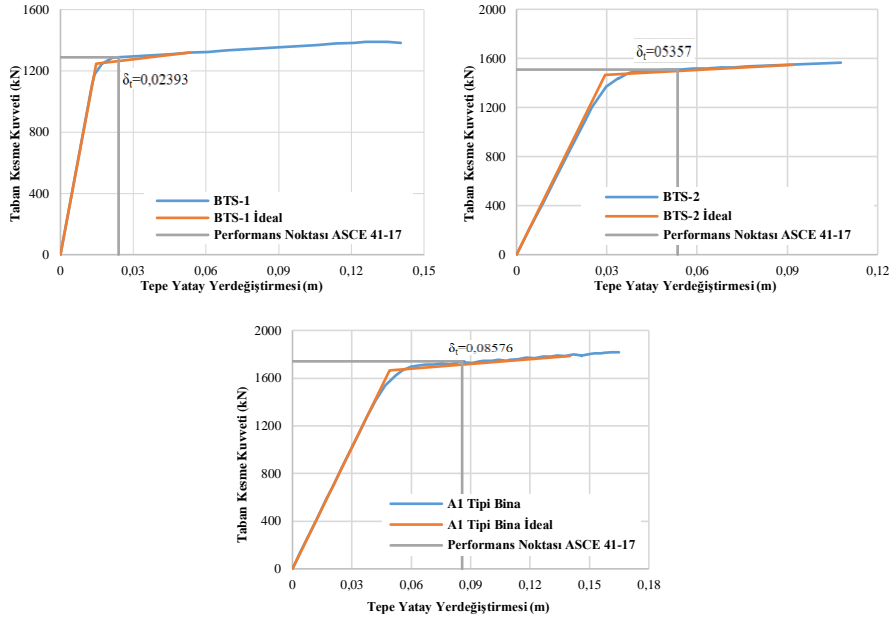 1600
1200
800
400
0
Taban Kesme Kuvveti (kN)
δt=0,02393
BTS-1
BTS-1 İdeal
Performans Noktası ASCE 41-17
0 0,03 0,06 0,09 0,12 0,15
Tepe Yatay Yerdeğiştirmesi (m)
2000
1600
1200
800
400
0
Taban Kesme Kuvveti (kN)
δt=05357
BTS-2
BTS-2 İdeal
Performans Noktası ASCE 41-17
0 0,03 0,06 0,09 0,12
Tepe Yatay Yerdeğiştirmesi (m)
2000
1600
1200
800
400
0
Taban Kesme Kuvveti (kN)
δt=0,08576
A1 Tipi Bina
A1 Tipi Bina İdeal
Performans Noktası ASCE 41-17
0 0,03 0,06 0,09 0,12 0,15 0,18
Tepe Yatay Yerdeğiştirmesi (m)